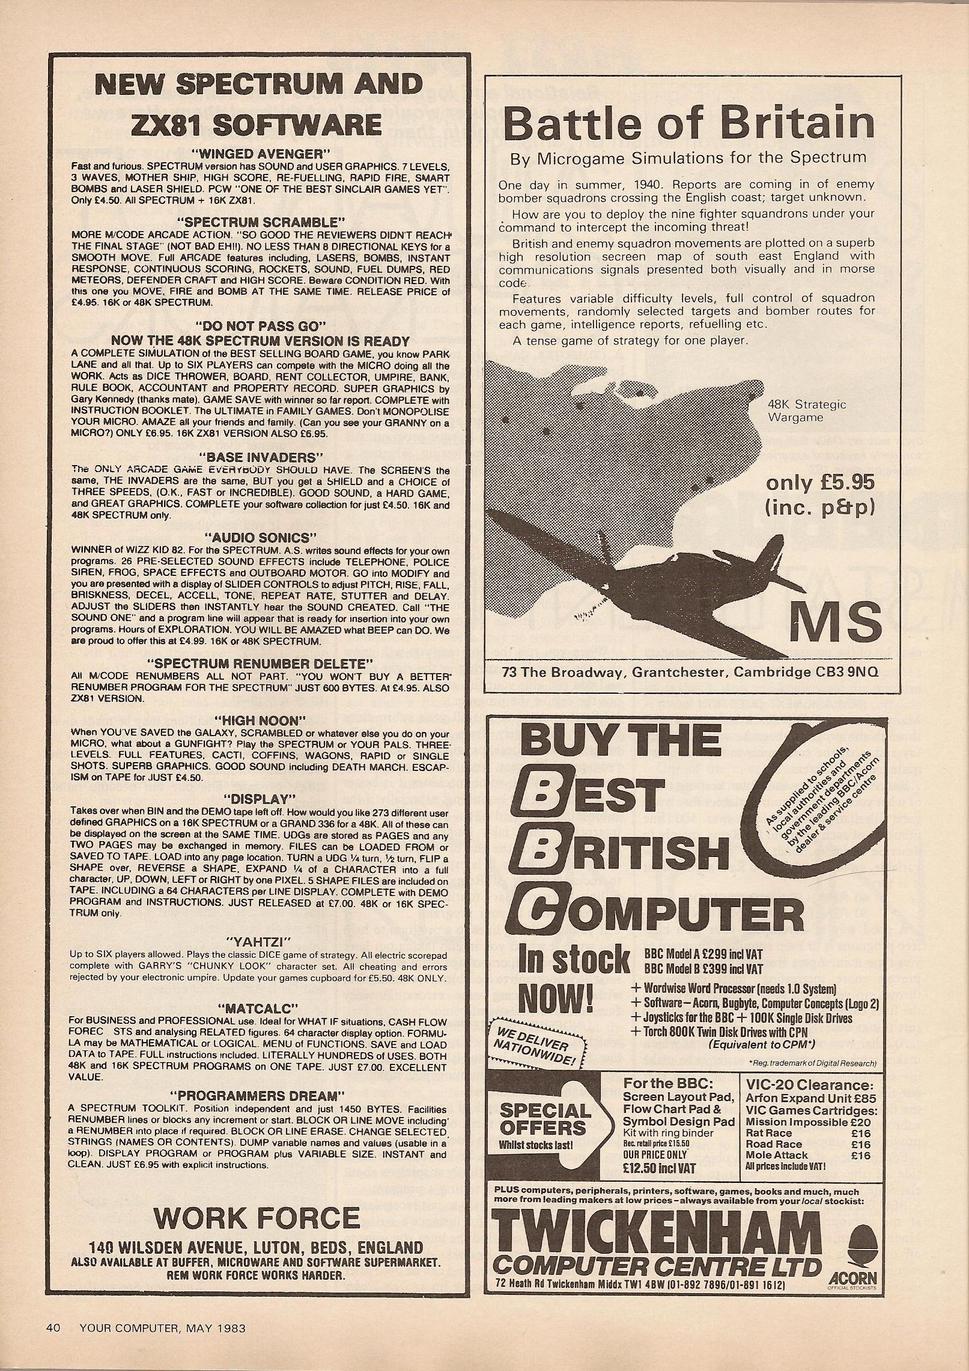 NEW SPECTRUM AND
ZX81 SOFTWARE
"WINGED AVENGER"
Fast and furious. SPECTRUM version has SOUND and USER GRAPHICS. 7 LEVELS,
3 WAVES, MOTHER SHIP, HIGH SCORE, RE-FUELLING, RAPID FIRE, SMART
BOMBS and LASER SHIELD. PCW "ONE OF THE BEST SINCLAIR GAMES YET".
Only £4.50. All SPECTRUM + 16K ZX81.
"SPECTRUM SCRAMBLE"
MORE M/CODE ARCADE ACTION. "SO GOOD THE REVIEWERS DIDN'T REACH
THE FINAL STAGE" (NOT BAD EH!!). NO LESS THAN 8 DIRECTIONAL KEYS for a
SMOOTH MOVE. Full ARCADE features including, LASERS, BOMBS, INSTANT
RESPONSE, CONTINUOUS SCORING, ROCKETS, SOUND, FUEL DUMPS, RED
METEORS, DEFENDER CRAFT and HIGH SCORE. Beware CONDITION RED. With
this one you MOVE, FIRE and BOMB AT THE SAME TIME. RELEASE PRICE of
£4.95. 16K or 48K SPECTRUM.
"DO NOT PASS GO"
NOW THE 48K SPECTRUM VERSION IS READY
A COMPLETE SIMULATION of the BEST SELLING BOARD GAME, you know PARK
LANE and all that. Up to SIX PLAYERS can compete with the MICRO doing all the
WORK. Acts as DICE THROWER, BOARD, RENT COLLECTOR, UMPIRE, BANK,
RULE BOOK, ACCOUNTANT and PROPERTY RECORD. SUPER GRAPHICS by
Gary Kennedy (thanks mate). GAME SAVE with winner so far report. COMPLETE with
INSTRUCTION BOOKLET. The ULTIMATE in FAMILY GAMES. Don't MONOPOLISE
YOUR MICRO. AMAZE all your friends and family. (Can you see your GRANNY on a
MICRO?) ONLY £6.95. 16K ZX81 VERSION ALSO £6.95.
"BASE INVADERS"
The ONLY ARCADE GAME EVERYBODY SHOULD HAVE. The SCREEN'S the
same, THE INVADERS are the same, BUT you get a SHIELD and a CHOICE of
THREE SPEEDS, (O.K., FAST or INCREDIBLE). GOOD SOUND, a HARD GAME,
and GREAT GRAPHICS. COMPLETE your software collection for just £4.50. 16K and
48K SPECTRUM only.
"AUDIO SONICS"
WINNER of WIZZ KID 82. For the SPECTRUM. A.S. writes sound effects for your own
programs. 26 PRE-SELECTED SOUND EFFECTS include TELEPHONE, POLICE
SIREN, FROG, SPACE EFFECTS and OUTBOARD MOTOR. GO into MODIFY and
you are presented with a display of SLIDER CONTROLS to adjust PITCH, RISE, FALL,
BRISKNESS, DECEL, ACCELL, TONE, REPEAT RATE, STUTTER and DELAY.
ADJUST the SLIDERS then INSTANTLY hear the SOUND CREATED. Call "THE
SOUND ONE" and a program line will appear that is ready for insertion into your own
programs. Hours of EXPLORATION. YOU WILL BE AMAZED what BEEP can DO. We
are proud to offer this at £4.99. 16K or 48K SPECTRUM.
"SPECTRUM RENUMBER DELETE"
All M/CODE RENUMBERS ALL NOT PART. "YOU WON'T BUY A BETTER
RENUMBER PROGRAM FOR THE SPECTRUM" JUST 600 BYTES. At £4.95. ALSO
ZX81 VERSION.
"HIGH NOON"
When YOU'VE SAVED the GALAXY, SCRAMBLED or whatever else you do on your
MICRO, what about a GUNFIGHT? Play the SPECTRUM or YOUR PALS. THREE
LEVELS. FULL FEATURES, CACTI, COFFINS, WAGONS, RAPID or SINGLE
SHOTS. SUPERB GRAPHICS. GOOD SOUND including DEATH MARCH. ESCAP-
ISM on TAPE for JUST £4.50.
"DISPLAY"
Takes over when BIN and the DEMO tape left off. How would you like 273 different user
defined GRAPHICS on a 16K SPECTRUM or a GRAND 336 for a 48K. All of these can
be displayed on the screen at the SAME TIME. UDGs are stored as PAGES and any
TWO PAGES may be exchanged in memory. FILES can be LOADED FROM or
SAVED TO TAPE. LOAD into any page location. TURN a UDG ¼ turn, ½ turn, FLIP a
SHAPE over, REVERSE a SHAPE, EXPAND ¼ of a CHARACTER into a full
character, UP, DOWN, LEFT or RIGHT by one PIXEL. 5 SHAPE FILES are included on
TAPE. INCLUDING a 64 CHARACTERS per LINE DISPLAY. COMPLETE with DEMO
PROGRAM and INSTRUCTIONS. JUST RELEASED at £7.00. 48K or 16K SPEC-
TRUM only.
"YAHTZI"
Up to SIX players allowed. Plays the classic DICE game of strategy. All electric scorepad
complete with GARRY'S "CHUNKY LOOK" character set. All cheating and errors
rejected by your electronic umpire. Update your games cupboard for £5.50. 48K ONLY.
"MATCALC"
For BUSINESS and PROFESSIONAL use. Ideal for WHAT IF situations, CASH FLOW
FOREC STS and analysing RELATED figures. 64 character display option. FORMU-
LA may be MATHEMATICAL or LOGICAL. MENU of FUNCTIONS. SAVE and LOAD
DATA to TAPE. FULL instructions included. LITERALLY HUNDREDS of USES. BOTH
48K and 16K SPECTRUM PROGRAMS on ONE TAPE. JUST £7.00. EXCELLENT
VALUE.
"PROGRAMMERS DREAM"
A SPECTRUM TOOLKIT. Position independent and just 1450 BYTES. Facilities
RENUMBER lines or blocks any increment or start. BLOCK OR LINE MOVE including
a RENUMBER into place if required. BLOCK OR LINE ERASE. CHANGE SELECTED
STRINGS (NAMES OR CONTENTS). DUMP variable names and values (usable in a
loop). DISPLAY PROGRAM or PROGRAM plus VARIABLE SIZE. INSTANT and
CLEAN. JUST £6.95 with explicit instructions.
WORK FORCE
140 WILSDEN AVENUE, LUTON, BEDS, ENGLAND
ALSO AVAILABLE AT BUFFER, MICROWARE AND SOFTWARE SUPERMARKET.
REM WORK FORCE WORKS HARDER.
Battle of Britain
By Microgame Simulations for the Spectrum
One day in summer, 1940. Reports are coming in of enemy
bomber squadrons crossing the English coast; target unknown.
How are you to deploy the nine fighter squandrons under your
command to intercept the incoming threat!
British and enemy squadron movements are plotted on a superb
high resolution secreen map of south east England with
communications signals presented both visually and in morse
code.
Features variable difficulty levels, full control of squadron
movements, randomly selected targets and bomber routes for
each game, intelligence reports, refuelling etc.
A tense game of strategy for one player.
48K Strategic
Wargame
only £5.95
(inc. p&p)
MS
73 The Broadway, Grantchester, Cambridge CB3 9NQ
BUY THE
BEST
BRITISH
COMPUTER
As supplied to schools,
local authorities and
government departments
by the leading BBC/Acorn
dealer & service centre
In stock
NOW!
BBC Model A £299 incl VAT
BBC Model B £399 incl VAT
+ Wordwise Word Processor (needs 1.0 System)
+ Software—Acorn, Bugbyte, Computer Concepts (Logo 2)
+ Joysticks for the BBC + 100K Single Disk Drives
+ Torch 800K Twin Disk Drives with CPN
(Equivalent to CPM*)
*Reg. trademark of Digital Research)
WE DELIVER
NATIONWIDE!
SPECIAL
OFFERS
Whilst stocks last!
For the BBC:
Screen Layout Pad,
Flow Chart Pad &
Symbol Design Pad
Kit with ring binder
Rec. retail price £15.50
OUR PRICE ONLY
£12.50 incl VAT
VIC-20 Clearance:
Arfon Expand Unit £85
VIC Games Cartridges:
Mission Impossible £20
Rat Race £16
Road Race £16
Mole Attack £16
All prices include VAT!
PLUS computers, peripherals, printers, software, games, books and much, much
more from leading makers at low prices – always available from your local stockist:
TWICKENHAM
COMPUTER CENTRE LTD
72 Heath Rd Twickenham Middx TW1 4BW (01-892 7896/01-891 1612)
ACORN
OFFICIAL STOCKISTS
40 YOUR COMPUTER, MAY 1983